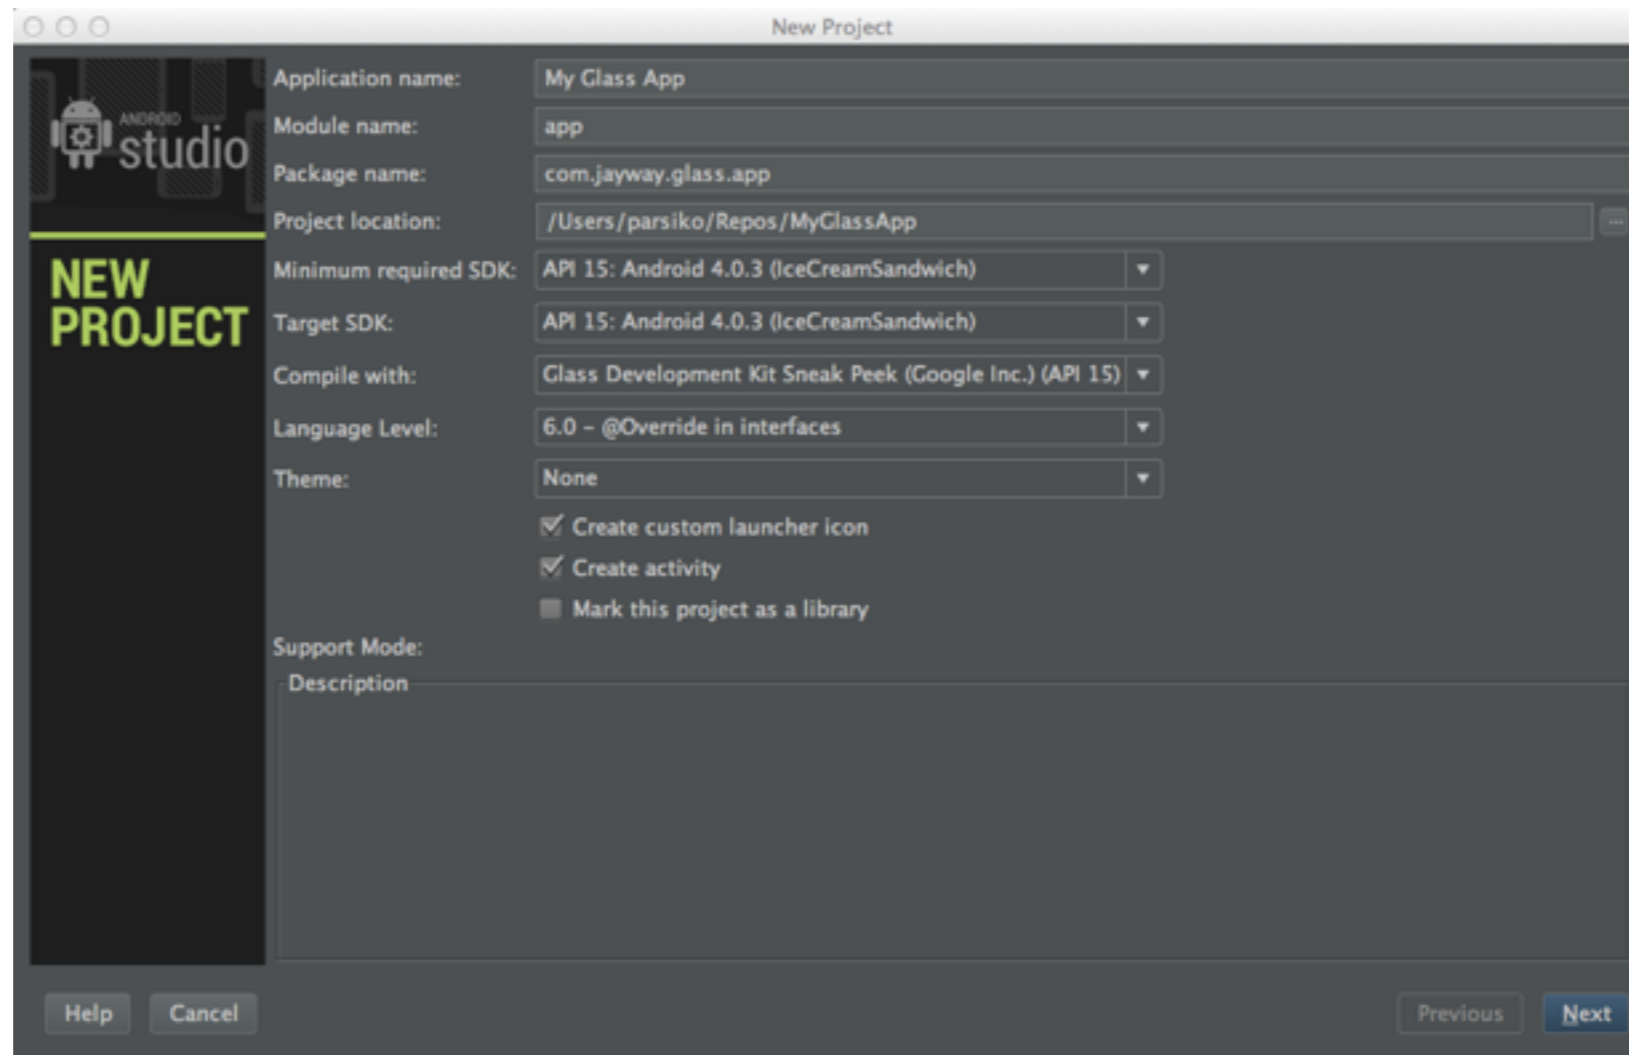 New Project
ANDROID
studio
NEW
PROJECT
Application name: My Glass App
Module name: app
Package name: com.jayway.glass.app
Project location: /Users/parsiko/Repos/MyGlassApp ...
Minimum required SDK: API 15: Android 4.0.3 (IceCreamSandwich)
Target SDK: API 15: Android 4.0.3 (IceCreamSandwich)
Compile with: Glass Development Kit Sneak Peek (Google Inc.) (API 15)
Language Level: 6.0 – @Override in interfaces
Theme: None
Create custom launcher icon
Create activity
Mark this project as a library
Support Mode:
Description
Help Cancel Previous Next